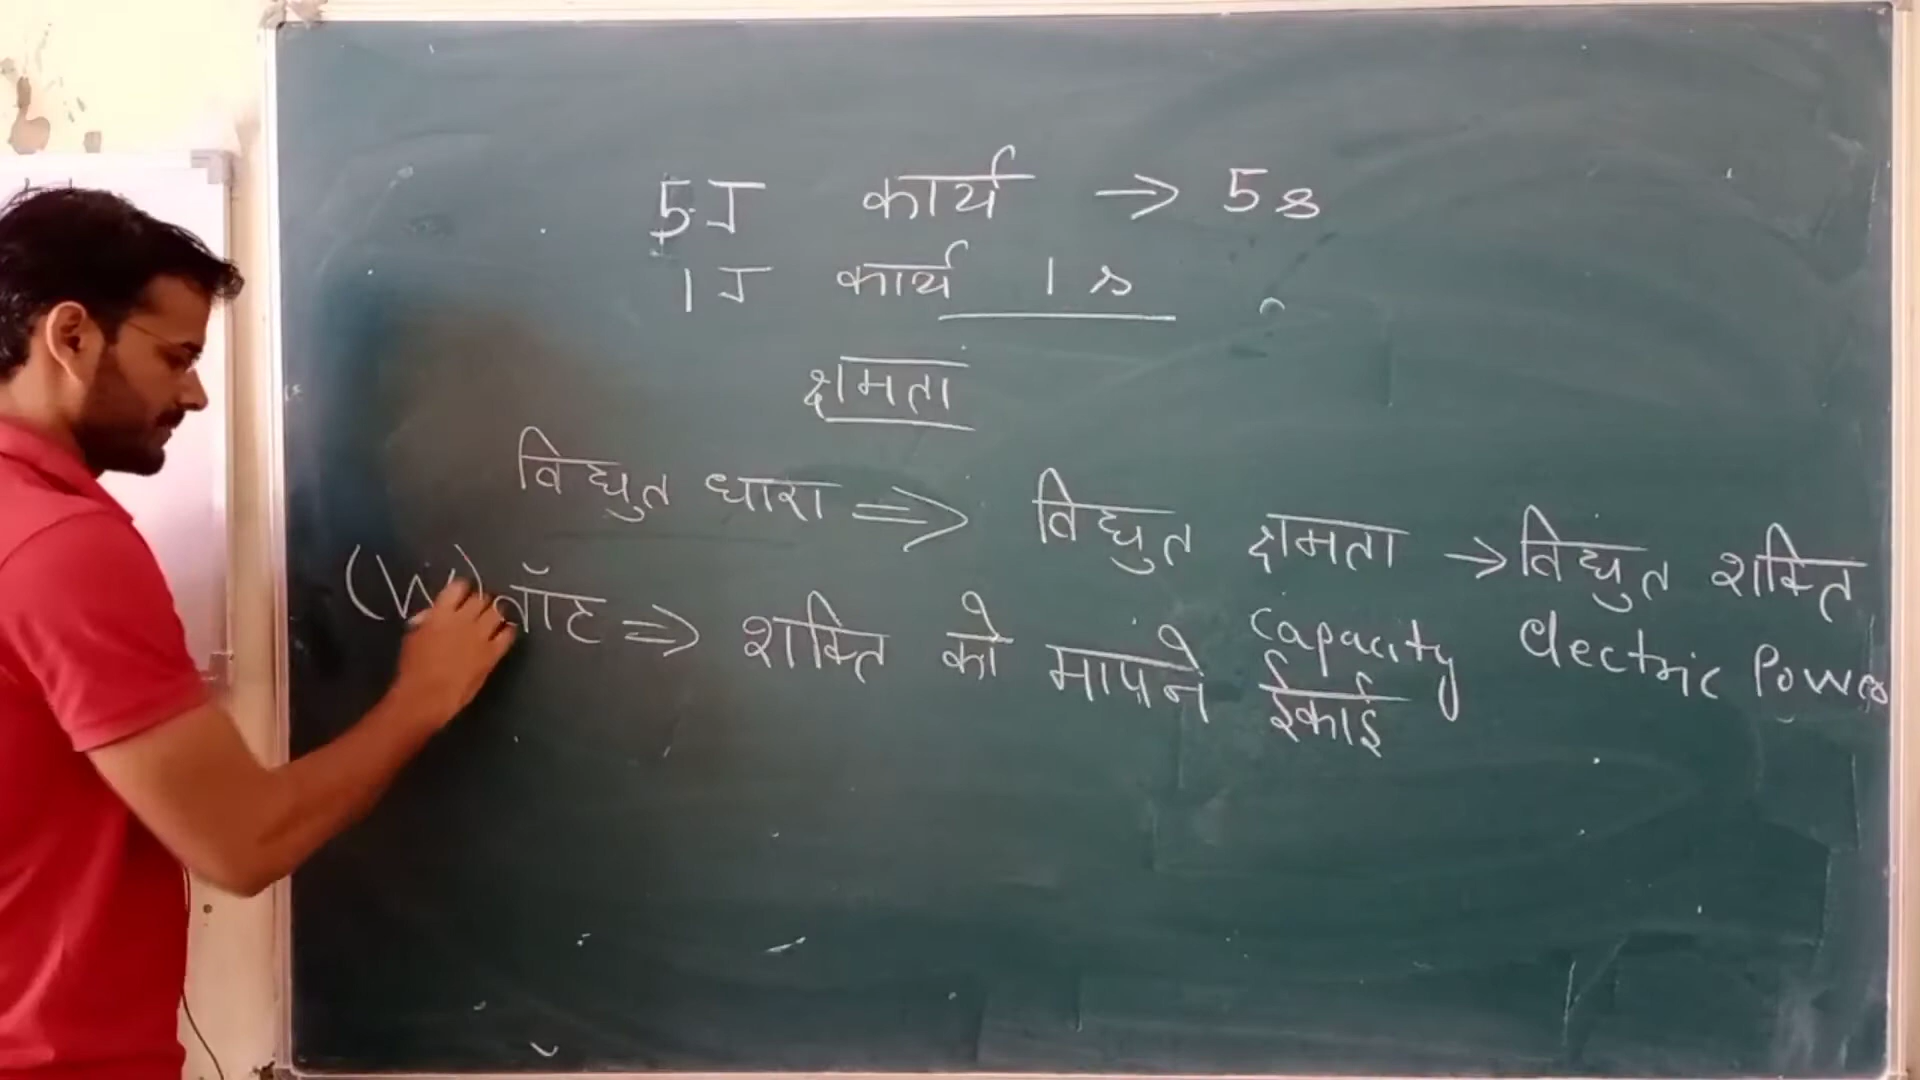 5J कार्य → 5s
1J कार्य 1s
क्षमता
विद्युत धारा ⇒ विद्युत क्षमता → विद्युत शक्ति
capacity electric Power
(W) वॉट ⇒ शक्ति को मापने ईकाई